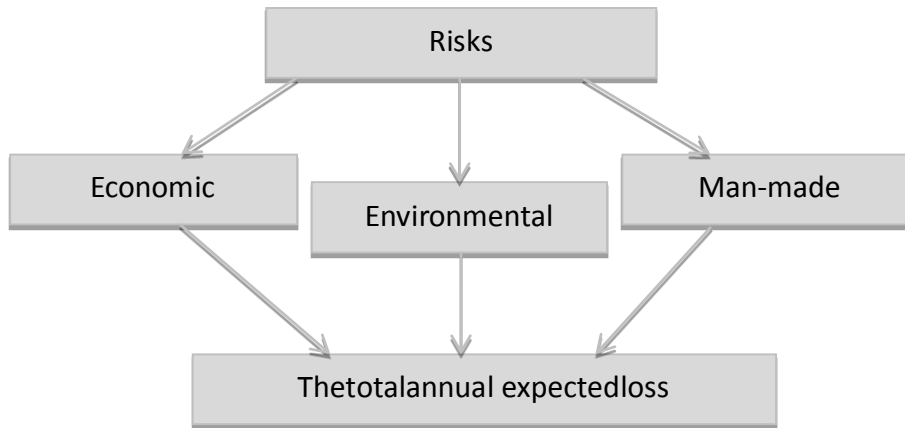 Risks
Economic
Environmental
Man-made
Thetotalannual expectedloss